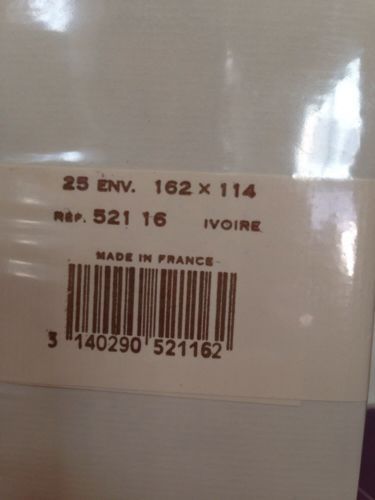 25 ENV. 162 × 114
RÉF. 521 16 IVOIRE
MADE IN FRANCE
3 140290 521162